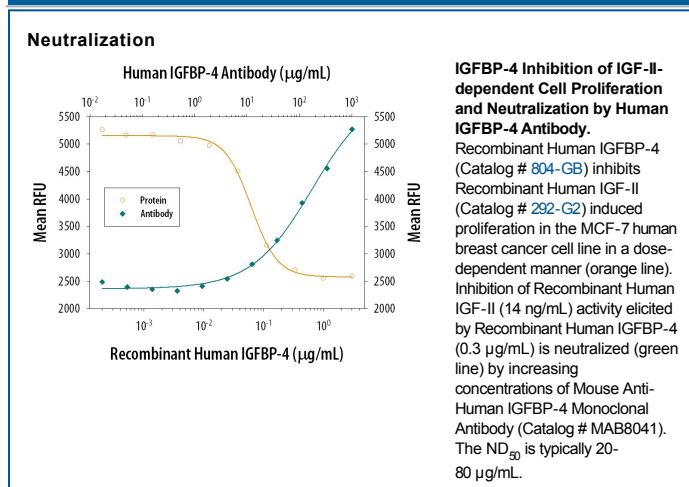 Neutralization
Human IGFBP-4 Antibody (µg/mL)
10-2 10-1 100 101 102 103
5500 5500
5000 5000
4500 4500
4000 4000
3500 3500
3000 3000
2500 2500
2000 2000
Mean RFU
Mean RFU
Protein
Antibody
10-3 10-2 10-1 100
Recombinant Human IGFBP-4 (µg/mL)
IGFBP-4 Inhibition of IGF-II-
dependent Cell Proliferation
and Neutralization by Human
IGFBP-4 Antibody.
Recombinant Human IGFBP-4
(Catalog # 804-GB) inhibits
Recombinant Human IGF-II
(Catalog # 292-G2) induced
proliferation in the MCF-7 human
breast cancer cell line in a dose-
dependent manner (orange line).
Inhibition of Recombinant Human
IGF-II (14 ng/mL) activity elicited
by Recombinant Human IGFBP-4
(0.3 µg/mL) is neutralized (green
line) by increasing
concentrations of Mouse Anti-
Human IGFBP-4 Monoclonal
Antibody (Catalog # MAB8041).
The ND50 is typically 20-
80 µg/mL.